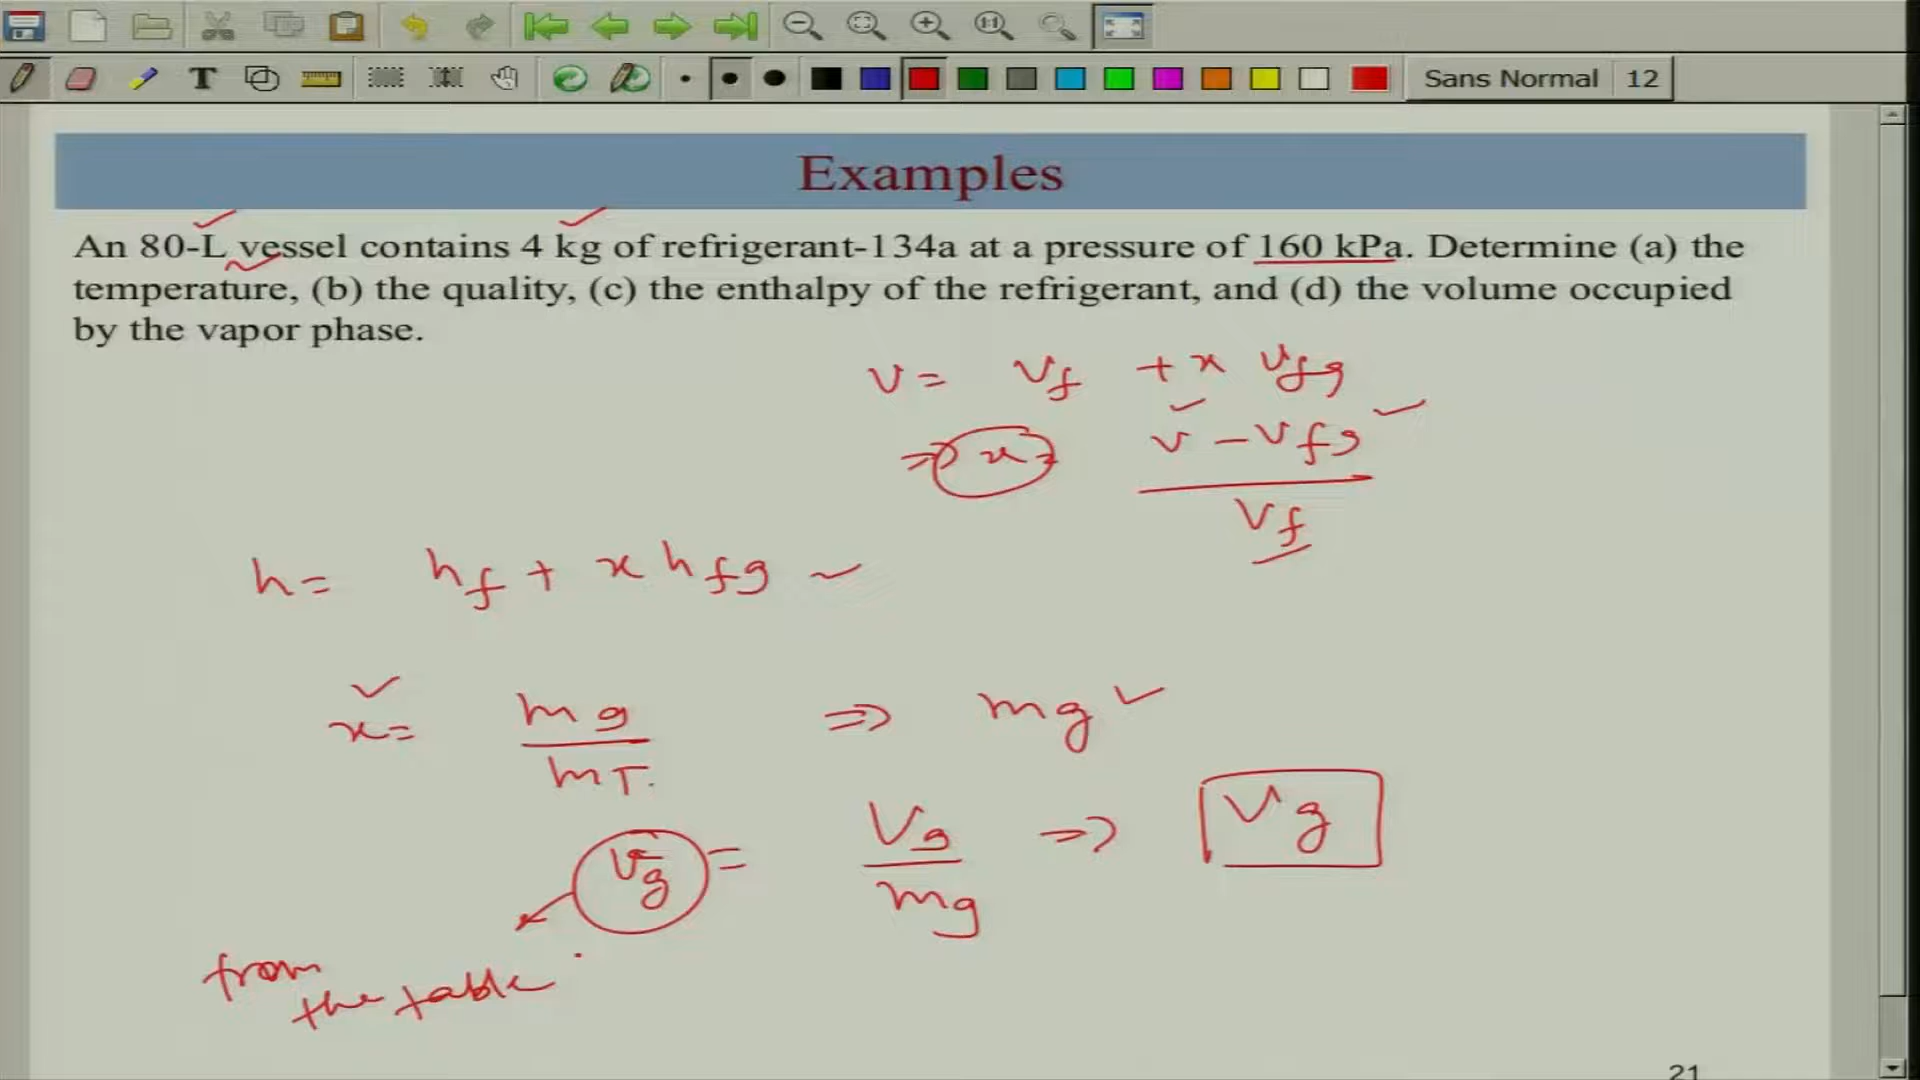 T Sans Normal 12
Examples
An 80-L vessel contains 4 kg of refrigerant-134a at a pressure of 160 kPa. Determine (a) the
temperature, (b) the quality, (c) the enthalpy of the refrigerant, and (d) the volume occupied
by the vapor phase.
v = vf + x vfg
⇒ x = v - vfg
vf
h = hf + x hfg
x = mg ⇒ mg
mT.
vg = Vg ⇒ Vg
mg
from
the table
21